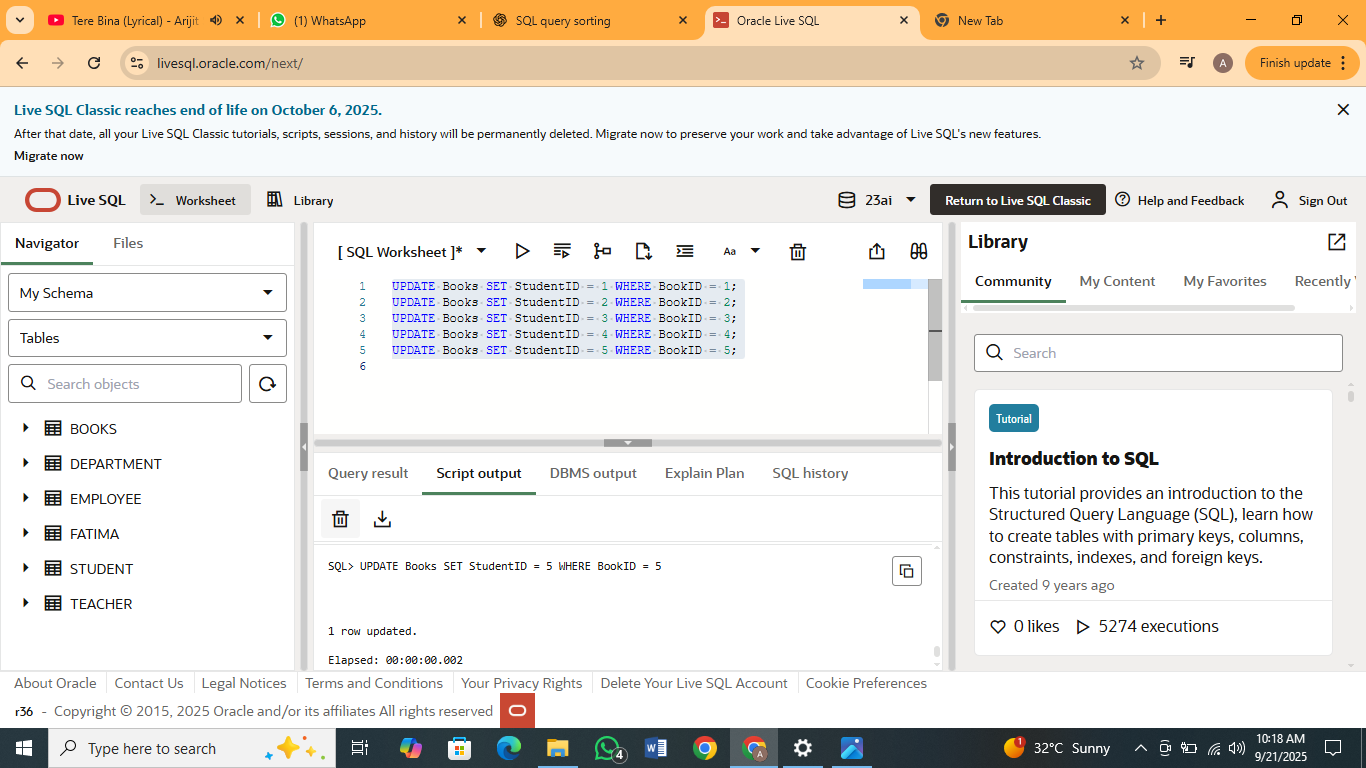 Tere Bina (Lyrical) - Arijit
(1) WhatsApp
SQL query sorting
Oracle Live SQL
New Tab
livesql.oracle.com/next/
A
Finish update
Live SQL Classic reaches end of life on October 6, 2025.
After that date, all your Live SQL Classic tutorials, scripts, sessions, and history will be permanently deleted. Migrate now to preserve your work and take advantage of Live SQL's new features.
Migrate now
Live SQL
Worksheet
Library
23ai
Return to Live SQL Classic
Help and Feedback
Sign Out
Navigator
Files
My Schema
Tables
Search objects
BOOKS
DEPARTMENT
EMPLOYEE
FATIMA
STUDENT
TEACHER
[ SQL Worksheet ]*
Aa
1 UPDATE Books SET StudentID = 1 WHERE BookID = 1;
2 UPDATE Books SET StudentID = 2 WHERE BookID = 2;
3 UPDATE Books SET StudentID = 3 WHERE BookID = 3;
4 UPDATE Books SET StudentID = 4 WHERE BookID = 4;
5 UPDATE Books SET StudentID = 5 WHERE BookID = 5;
6
Query result
Script output
DBMS output
Explain Plan
SQL history
SQL> UPDATE Books SET StudentID = 5 WHERE BookID = 5
1 row updated.
Elapsed: 00:00:00.002
Library
Community
My Content
My Favorites
Recently
Search
Tutorial
Introduction to SQL
This tutorial provides an introduction to the
Structured Query Language (SQL), learn how
to create tables with primary keys, columns,
constraints, indexes, and foreign keys.
Created 9 years ago
0 likes
5274 executions
About Oracle
Contact Us
Legal Notices
Terms and Conditions
Your Privacy Rights
Delete Your Live SQL Account
Cookie Preferences
r36 - Copyright © 2015, 2025 Oracle and/or its affiliates All rights reserved
Type here to search
4
A
1
32°C Sunny
10:18 AM
9/21/2025